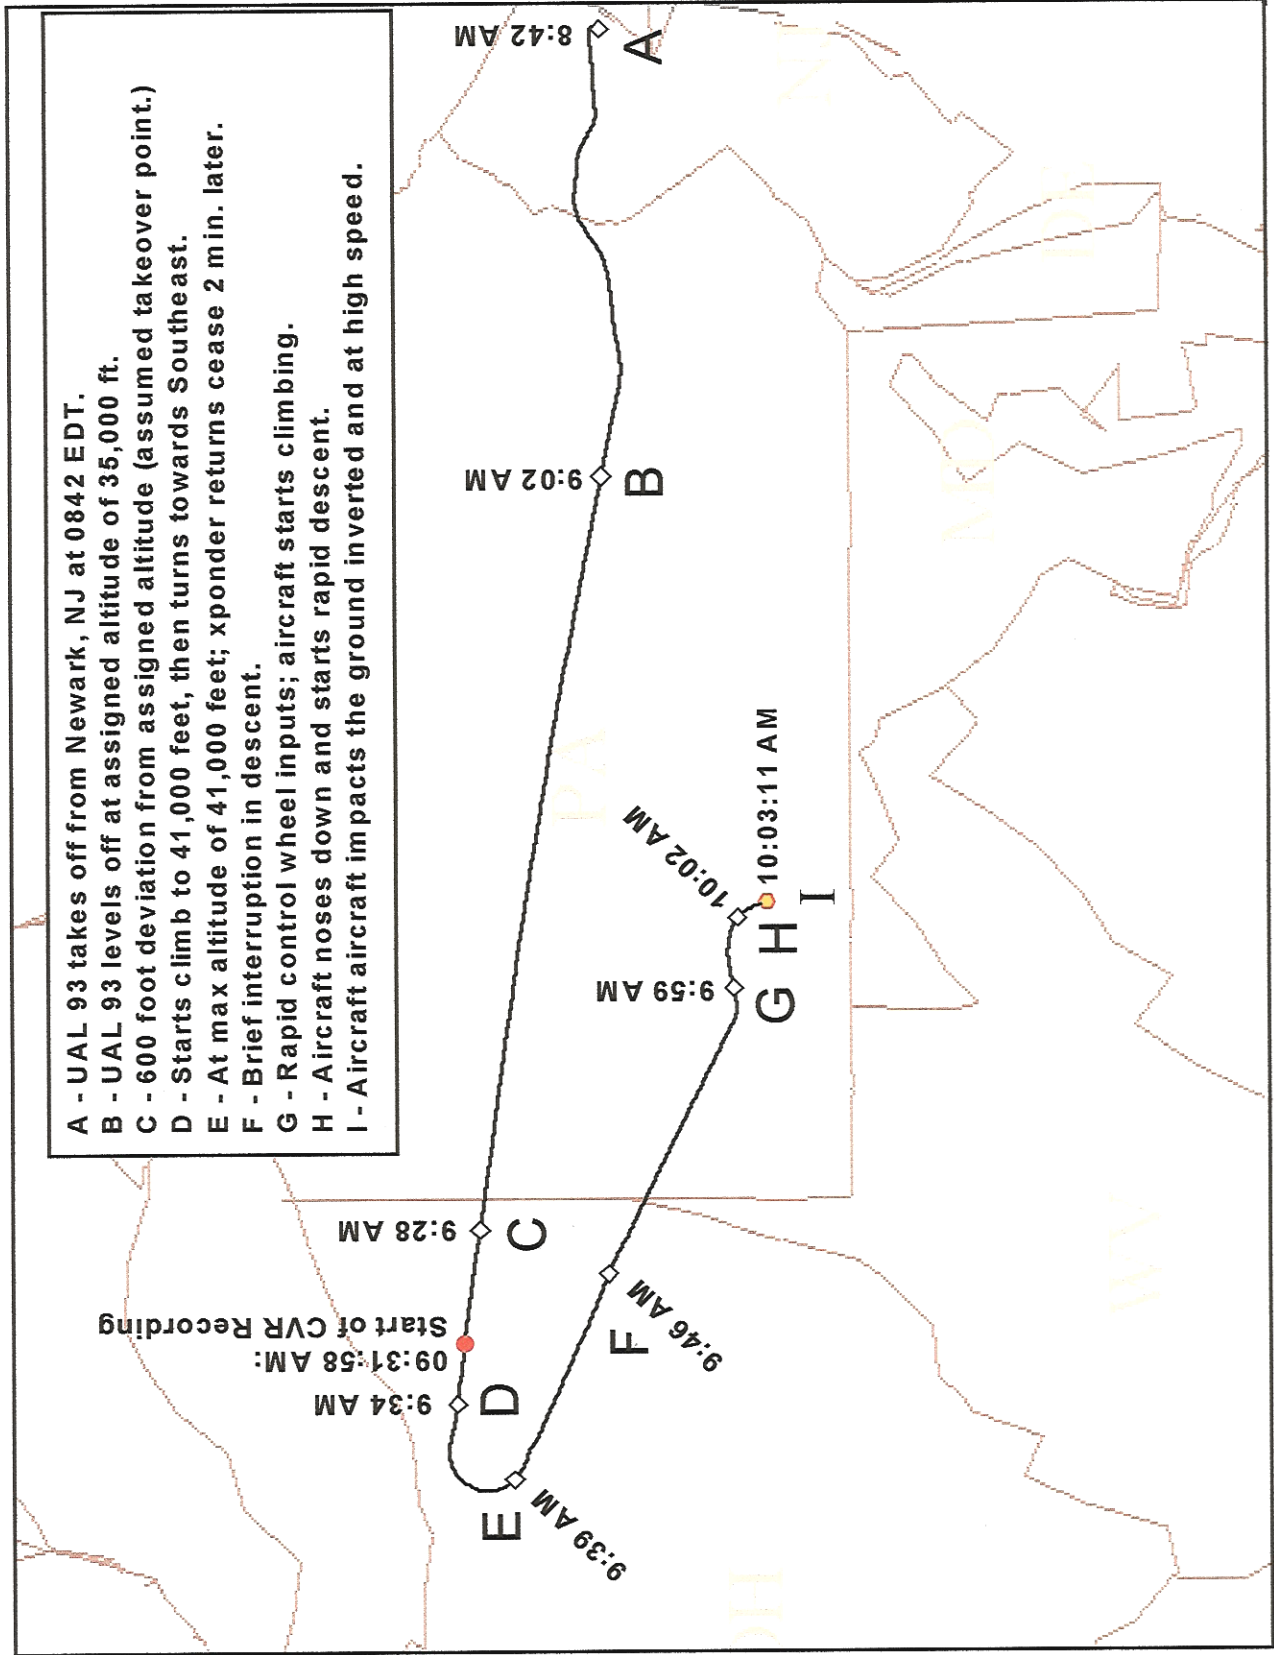 A - UAL 93 takes off from Newark, NJ at 0842 EDT.
B - UAL 93 levels off at assigned altitude of 35,000 ft.
C - 600 foot deviation from assigned altitude (assumed takeover point.)
D - Starts climb to 41,000 feet, then turns towards Southeast.
E - At max altitude of 41,000 feet; xponder returns cease 2 min. later.
F - Brief interruption in descent.
G - Rapid control wheel inputs; aircraft starts climbing.
H - Aircraft noses down and starts rapid descent.
I - Aircraft aircraft impacts the ground inverted and at high speed.
8:42 AM
A
9:02 AM
B
9:28 AM
C
Start of CVR Recording
09:31:58 AM:
9:34 AM
D
E
9:39 AM
F
9:46 AM
9:59 AM
G
10:02 AM
H
10:03:11 AM
I
PA
NJ
DE
MD
WV
OH